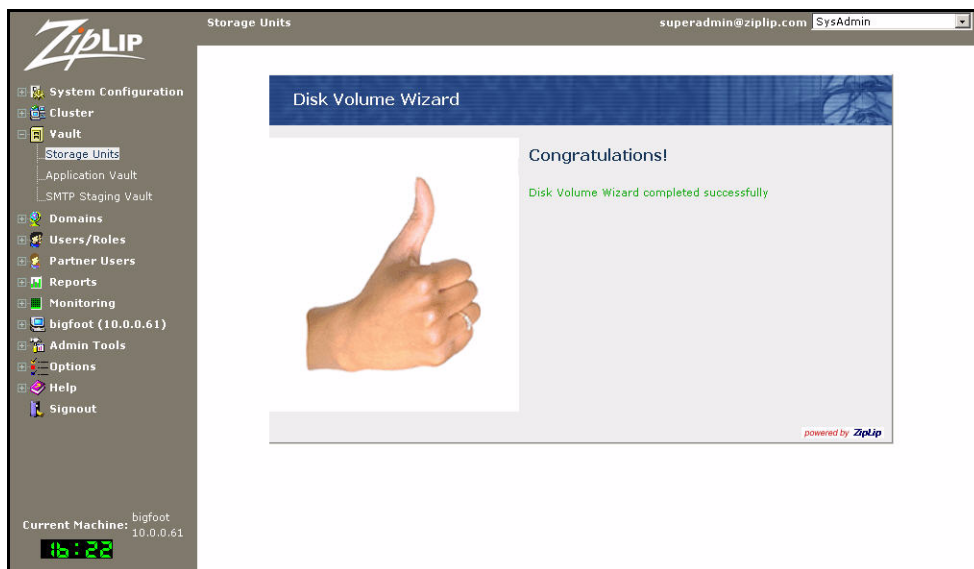 ZipLip
Storage Units
superadmin@ziplip.com SysAdmin
System Configuration
Cluster
Vault
Storage Units
Application Vault
SMTP Staging Vault
Domains
Users/Roles
Partner Users
Reports
Monitoring
bigfoot (10.0.0.61)
Admin Tools
Options
Help
Signout
Current Machine: bigfoot
10.0.0.61
16:22
Disk Volume Wizard
Congratulations!
Disk Volume Wizard completed successfully
powered by ZipLip